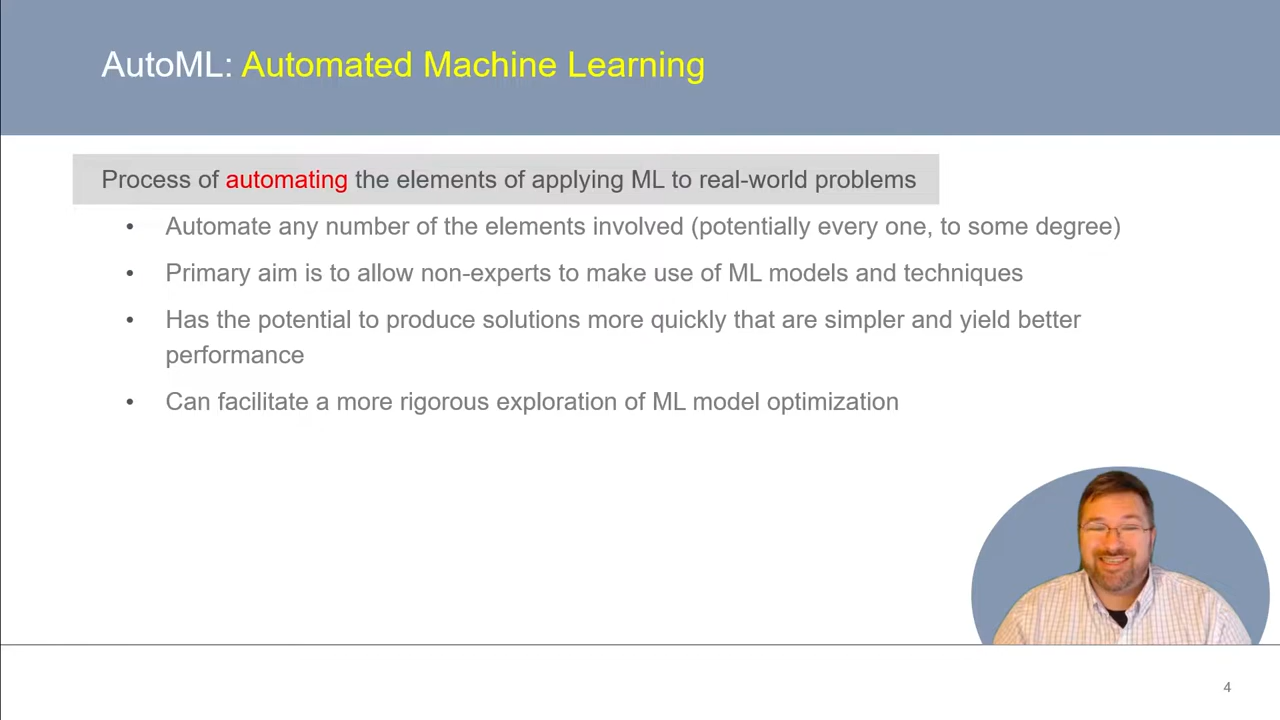 AutoML: Automated Machine Learning
Process of automating the elements of applying ML to real-world problems
• Automate any number of the elements involved (potentially every one, to some degree)
• Primary aim is to allow non-experts to make use of ML models and techniques
• Has the potential to produce solutions more quickly that are simpler and yield better
performance
• Can facilitate a more rigorous exploration of ML model optimization
4